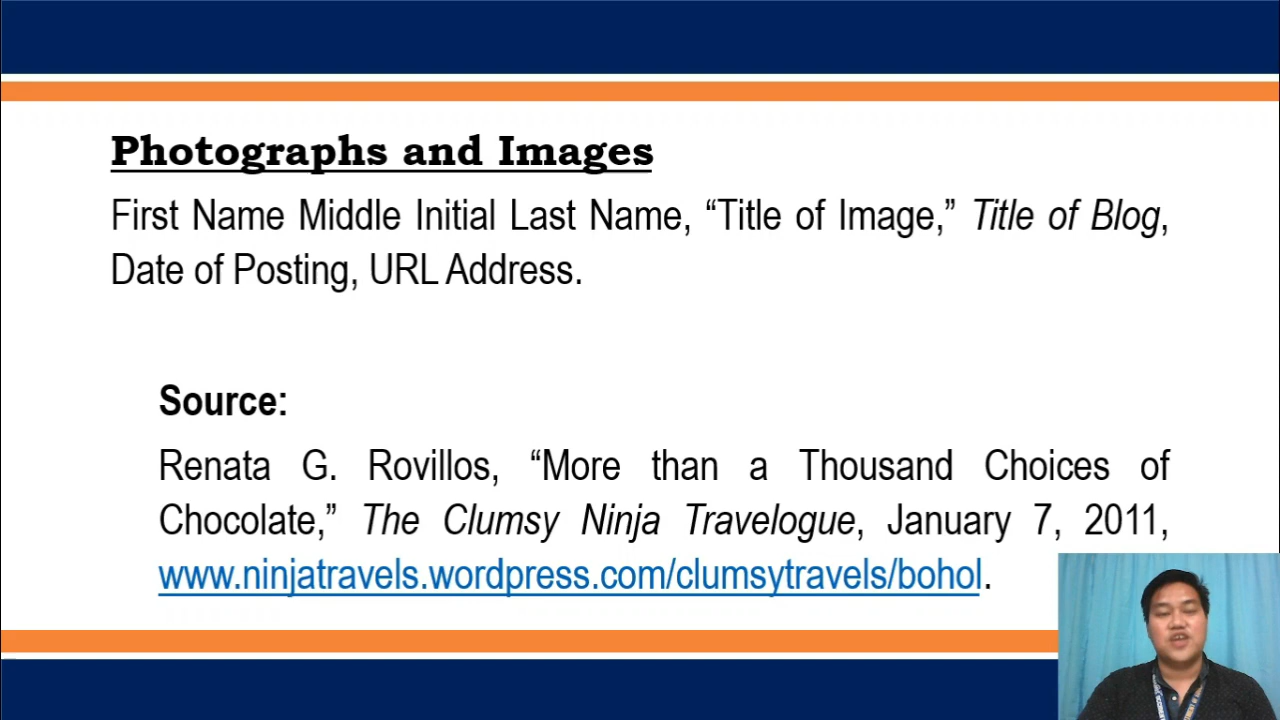 Photographs and Images
First Name Middle Initial Last Name, “Title of Image,” Title of Blog,
Date of Posting, URL Address.
Source:
Renata G. Rovillos, “More than a Thousand Choices of
Chocolate,” The Clumsy Ninja Travelogue, January 7, 2011,
www.ninjatravels.wordpress.com/clumsytravels/bohol.